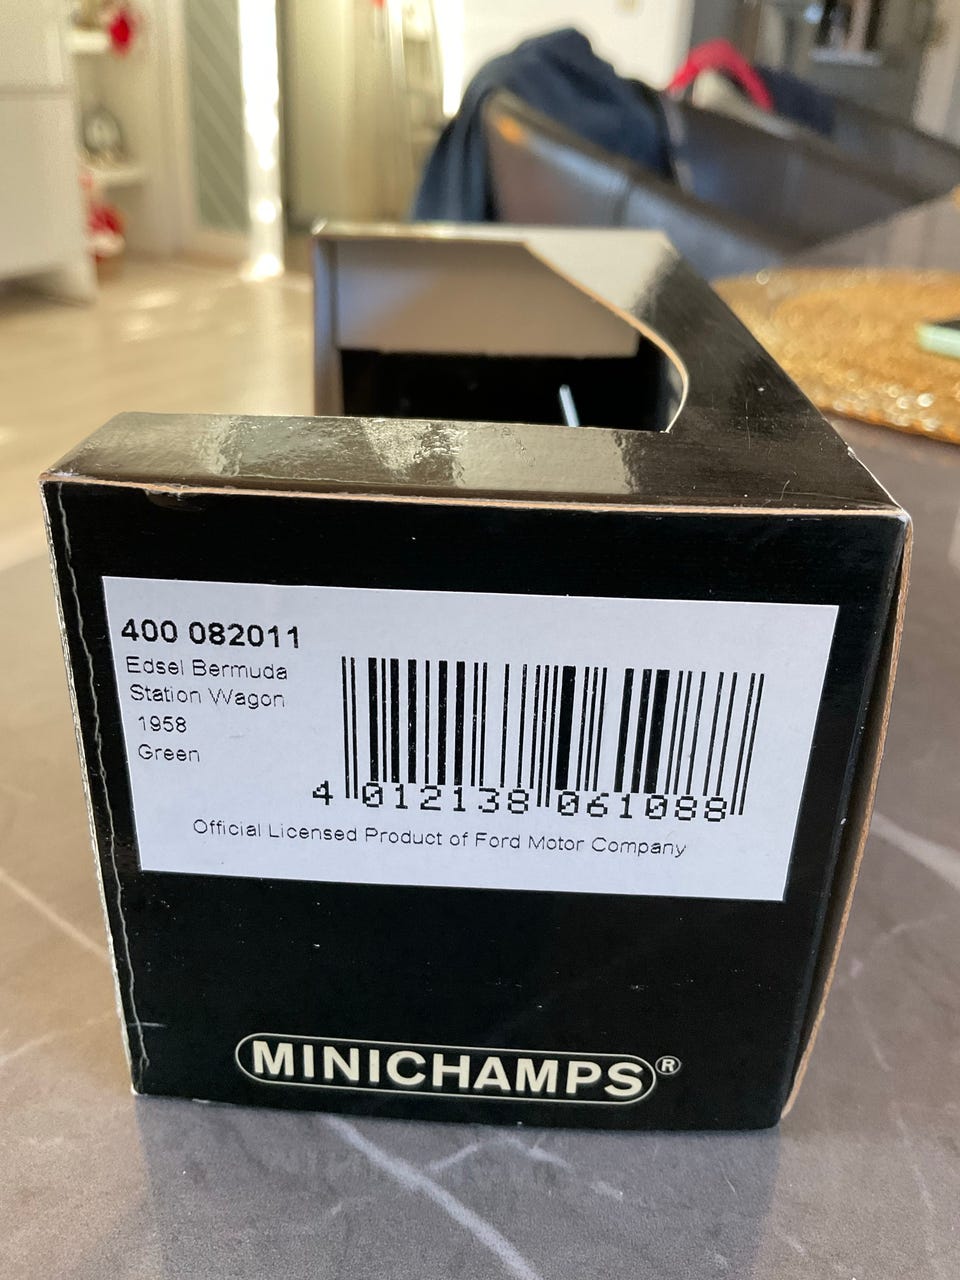 400 082011
Edsel Bermuda
Station Wagon
1958
Green
4 012138 061088
Official Licensed Product of Ford Motor Company
MINICHAMPS®